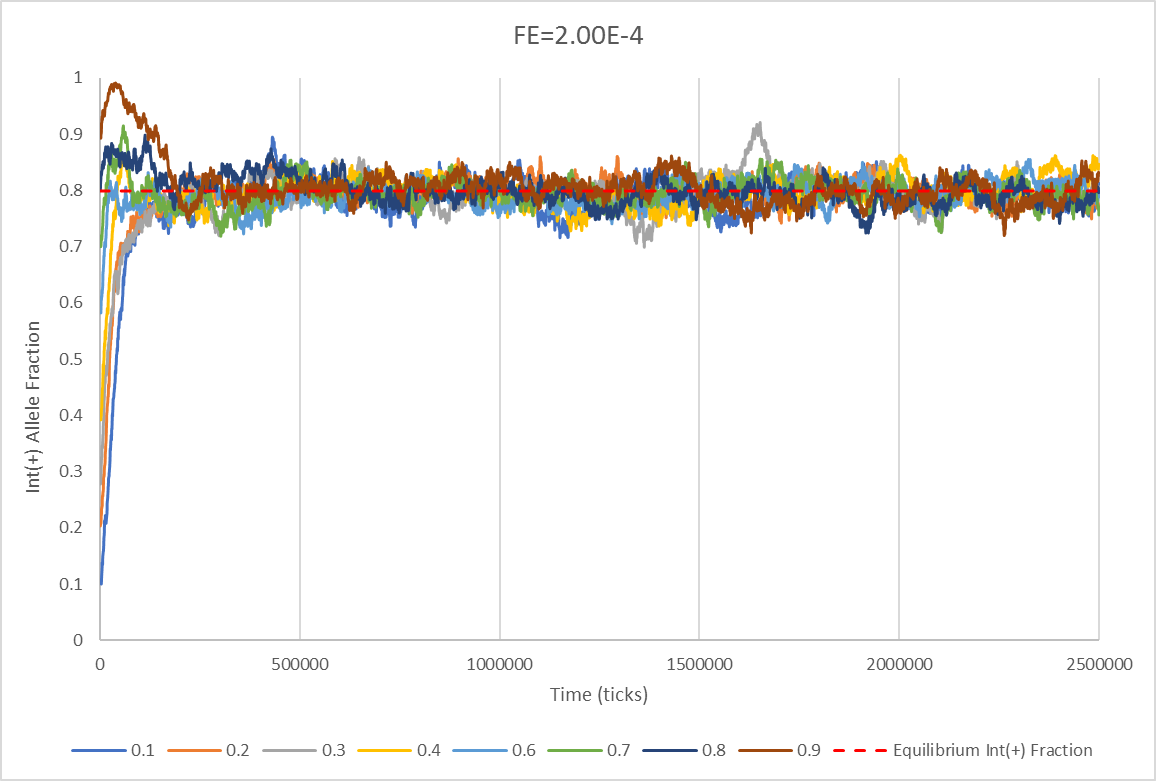 FE=2.00E-4
1
0.9
0.8
0.7
0.6
0.5
0.4
0.3
0.2
0.1
0
Int(+) Allele Fraction
0 500000 1000000 1500000 2000000 2500000
Time (ticks)
0.1 0.2 0.3 0.4 0.6 0.7 0.8 0.9 Equilibrium Int(+) Fraction